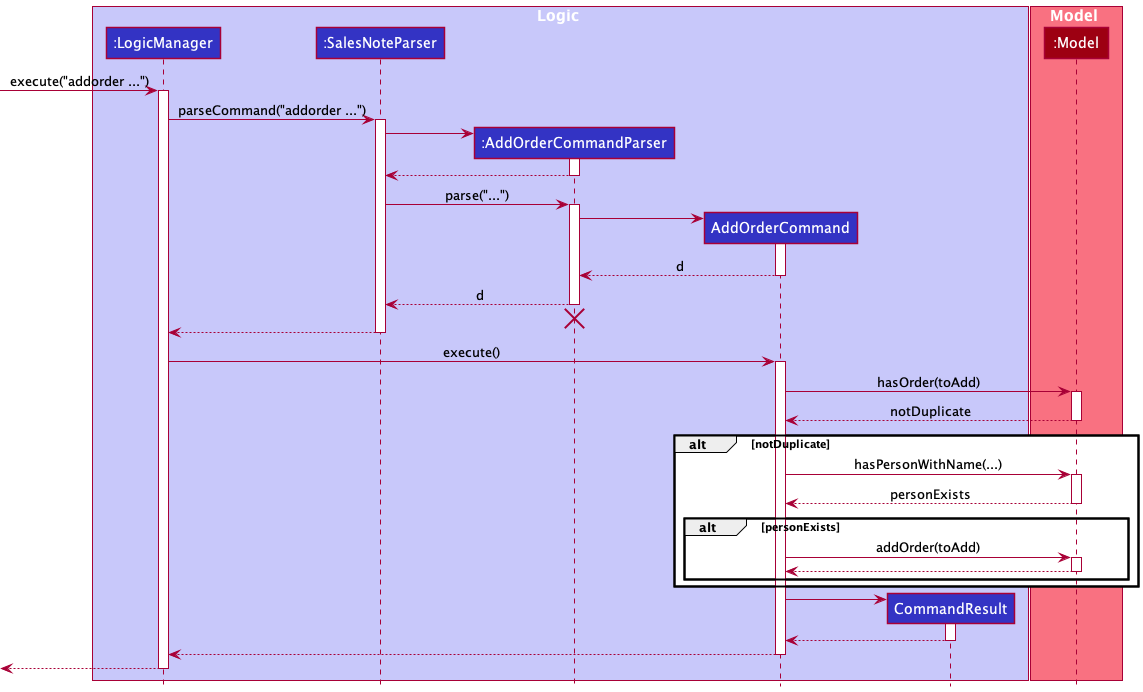 Logic
Model
:LogicManager
:SalesNoteParser
:Model
execute("addorder ...")
parseCommand("addorder ...")
:AddOrderCommandParser
parse("...")
AddOrderCommand
d
d
execute()
hasOrder(toAdd)
notDuplicate
alt
[notDuplicate]
hasPersonWithName(...)
personExists
alt
[personExists]
addOrder(toAdd)
CommandResult